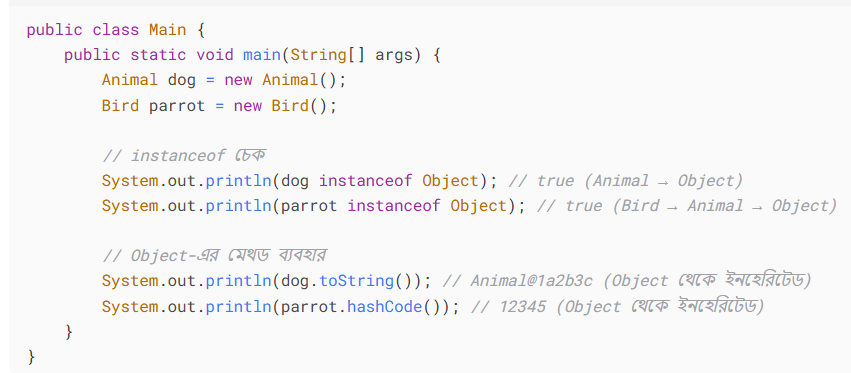 public class Main {
public static void main(String[] args) {
Animal dog = new Animal();
Bird parrot = new Bird();
// instanceof চেক
System.out.println(dog instanceof Object); // true (Animal → Object)
System.out.println(parrot instanceof Object); // true (Bird → Animal → Object)
// Object-এর মেথড ব্যবহার
System.out.println(dog.toString()); // Animal@1a2b3c (Object থেকে ইনহেরিটেড)
System.out.println(parrot.hashCode()); // 12345 (Object থেকে ইনহেরিটেড)
}
}